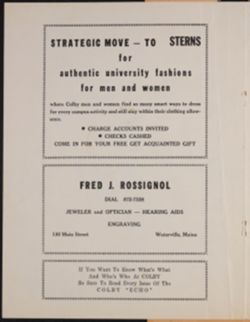 STRATEGIC MOVE — TO STERNS
for
authentic university fashions
for men and women
where Colby men and women find so many smart ways to dress
for every campus activity and still stay within their clothing allow-
ance.
• CHARGE ACCOUNTS INVITED
• CHECKS CASHED
COME IN FOR YOUR FREE GET ACQUAINTED GIFT
FRED J. ROSSIGNOL
DIAL
JEWELER and OPTICIAN — HEARING AIDS
ENGRAVING
Main Street Waterville, Maine
If You Want To Know What's What
And Who's Who At COLBY
Be Sure To Read Every Issue Of The
COLBY "ECHO"